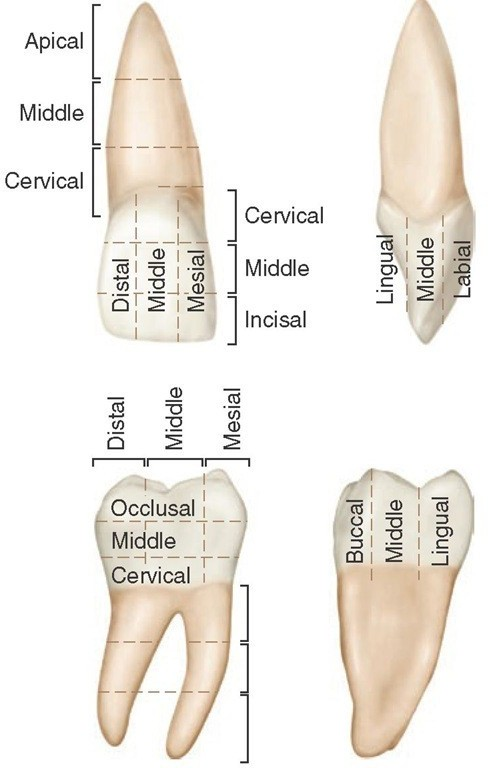 Apical
Middle
Cervical
Cervical
Middle
Incisal
Distal
Middle
Mesial
Lingual
Middle
Labial
Distal
Middle
Mesial
Occlusal
Middle
Cervical
Buccal
Middle
Lingual